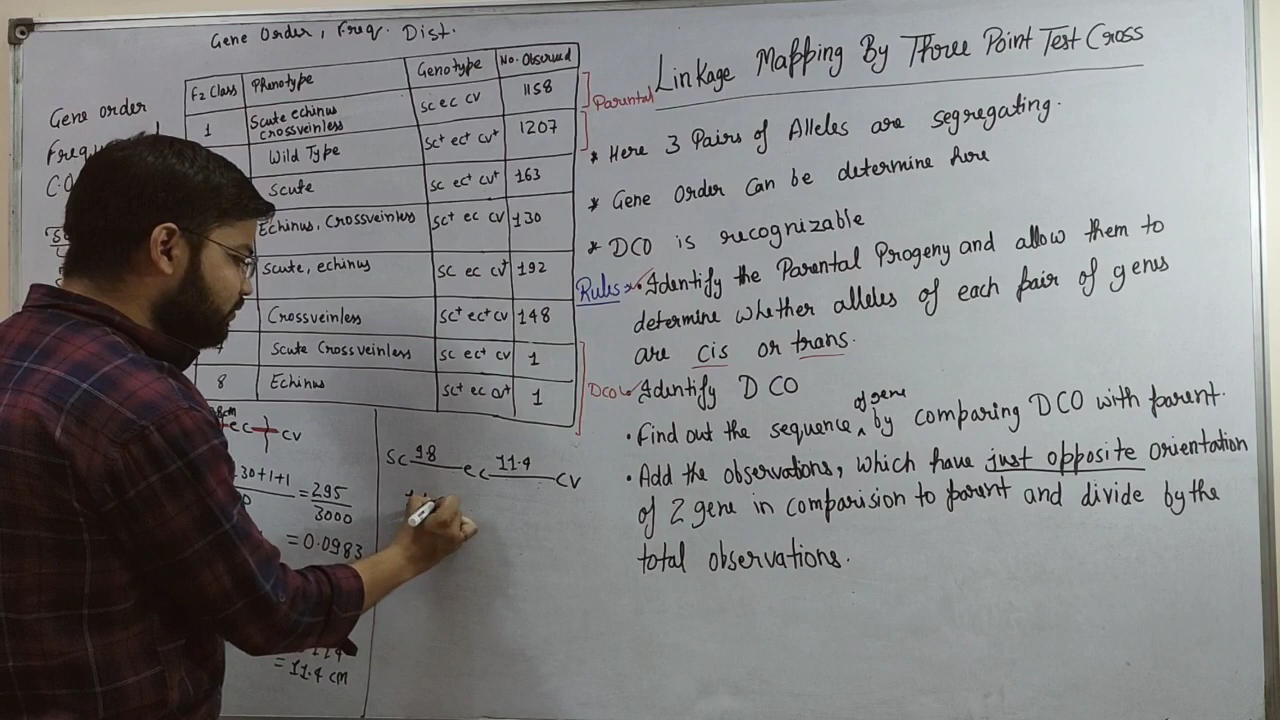 Gene Order, Freq. Dist.
Linkage Mapping By Three Point Test Cross
Gene order
F2 Class Phenotype Genotype No. Observed
1 Scute echinus crossveinless sc ec cv 1158
Wild Type sc+ ec+ cv+ 1207
Parental
Scute sc ec+ cv+ 163
Echinus, Crossveinless sc+ ec cv 130
Scute, echinus sc ec cv+ 192
Crossveinless sc+ ec+ cv 148
Scute Crossveinless sc ec+ cv 1
8 Echinus sc+ ec cv+ 1
DCO
* Here 3 Pairs of Alleles are segregating.
* Gene Order Can be determine here
* DCO is recognizable
Rules Identify the Parental Progeny and allow them to
determine whether alleles of each pair of genes
are cis or trans.
Identify DCO
• Find out the sequence of gene by comparing DCO with parent.
• Add the observations, which have just opposite orientation
of 2 gene in comparision to parent and divide by the
total observations.
ec cv
30+1+1
= 295
3000
= 0.0983
= 11.4 cM
sc 9.8 ec 11.4 cv